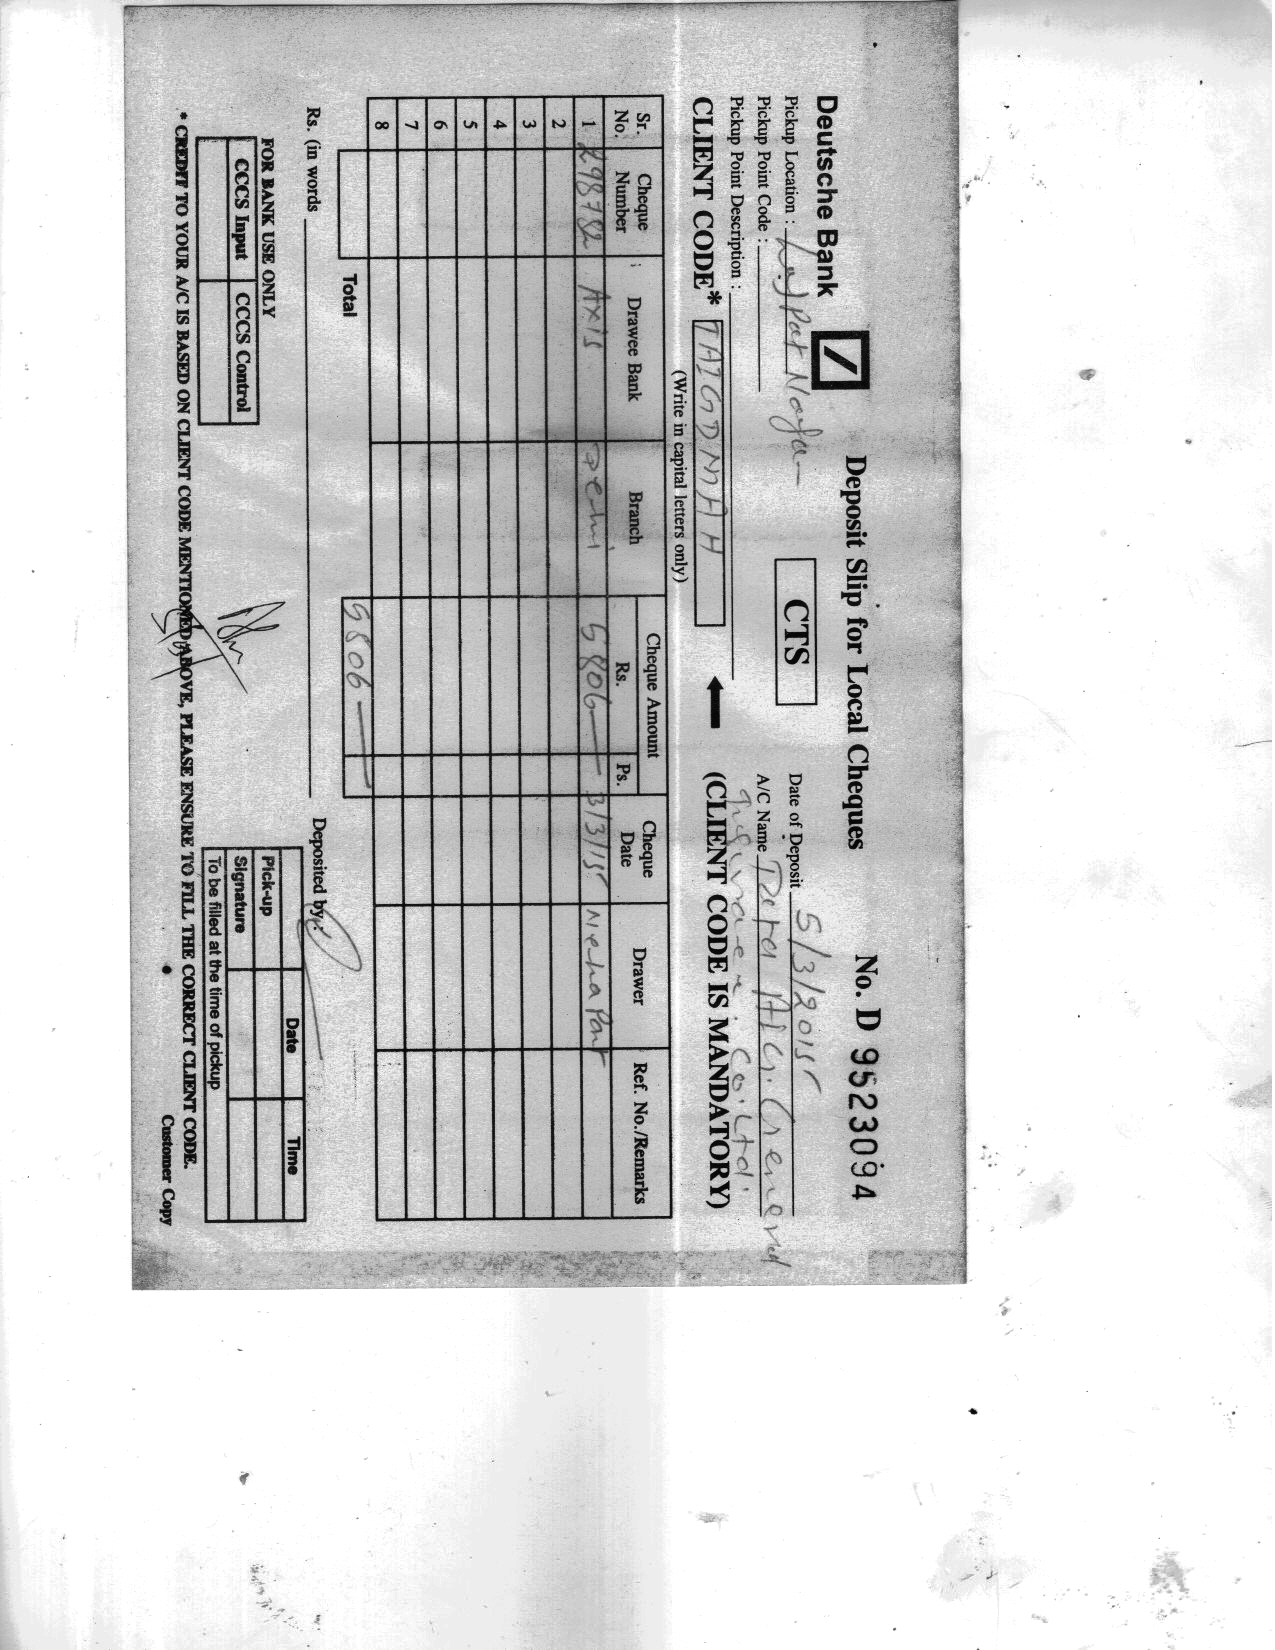 Deutsche Bank
Deposit Slip for Local Cheques
No. D 9523094
Pickup Location : Lajpat Naga
CTS
Date of Deposit 5/3/2015
Pickup Point Code :
A/C Name Tata AIG. General
Pickup Point Description :
Insurance. Co. Ltd.
CLIENT CODE* TAIGDMAH
(CLIENT CODE IS MANDATORY)
(Write in capital letters only)
Sr. No. Cheque Number Drawee Bank Branch Cheque Amount Rs. Ps. Cheque Date Drawer Ref. No./Remarks
1 Axis Delhi 5806 3/3/15 Neha Pant
2
3
4
5
6
7
8
Total 5806
Rs. (in words
Deposited by:
FOR BANK USE ONLY
CCCS Input CCCS Control
Date Time
Pick-up
Signature
To be filled at the time of pickup
* CREDIT TO YOUR A/C IS BASED ON CLIENT CODE MENTIONED ABOVE, PLEASE ENSURE TO FILL THE CORRECT CLIENT CODE.
Customer Copy